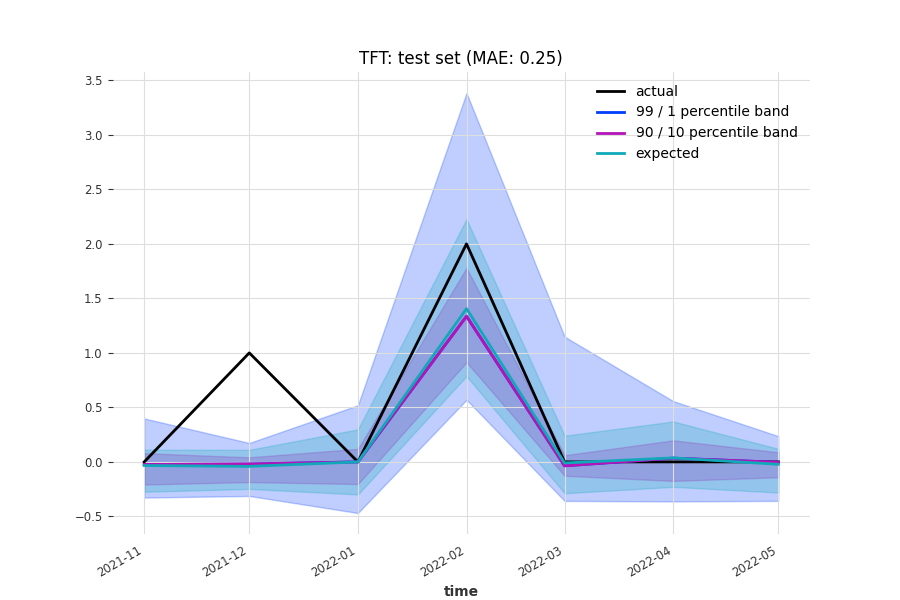 TFT: test set (MAE: 0.25)
actual
99 / 1 percentile band
90 / 10 percentile band
expected
3.5
3.0
2.5
2.0
1.5
1.0
0.5
0.0
−0.5
2021-11
2021-12
2022-01
2022-02
2022-03
2022-04
2022-05
time